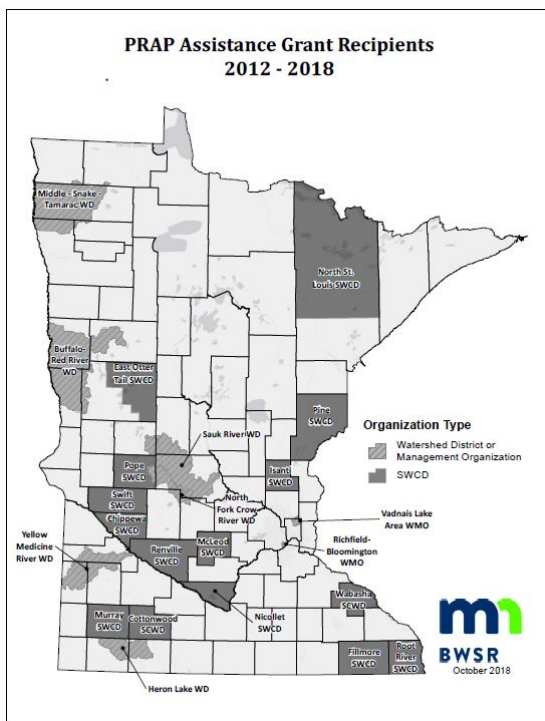 PRAP Assistance Grant Recipients
2012 - 2018
Middle - Snake -
Tamarac WD
North St.
Louis SWCD
Buffalo-
Red River
WD
East Otter
Tail SWCD
Pine
SWCD
Organization Type
Watershed District or
Management Organization
SWCD
Sauk River WD
Pope
SWCD
Isanti
SWCD
Swift
SWCD
North
Fork Crow
River WD
Vadnais Lake
Area WMO
Chippewa
SWCD
Yellow
Medicine
River WD
Renville
SWCD
McLeod
SWCD
Richfield-
Bloomington
WMO
Nicollet
SWCD
Wabasha
SCWD
Murray
SWCD
Cottonwood
SCWD
Fillmore
SWCD
Root
River
SWCD
Heron Lake WD
BWSR
October 2018